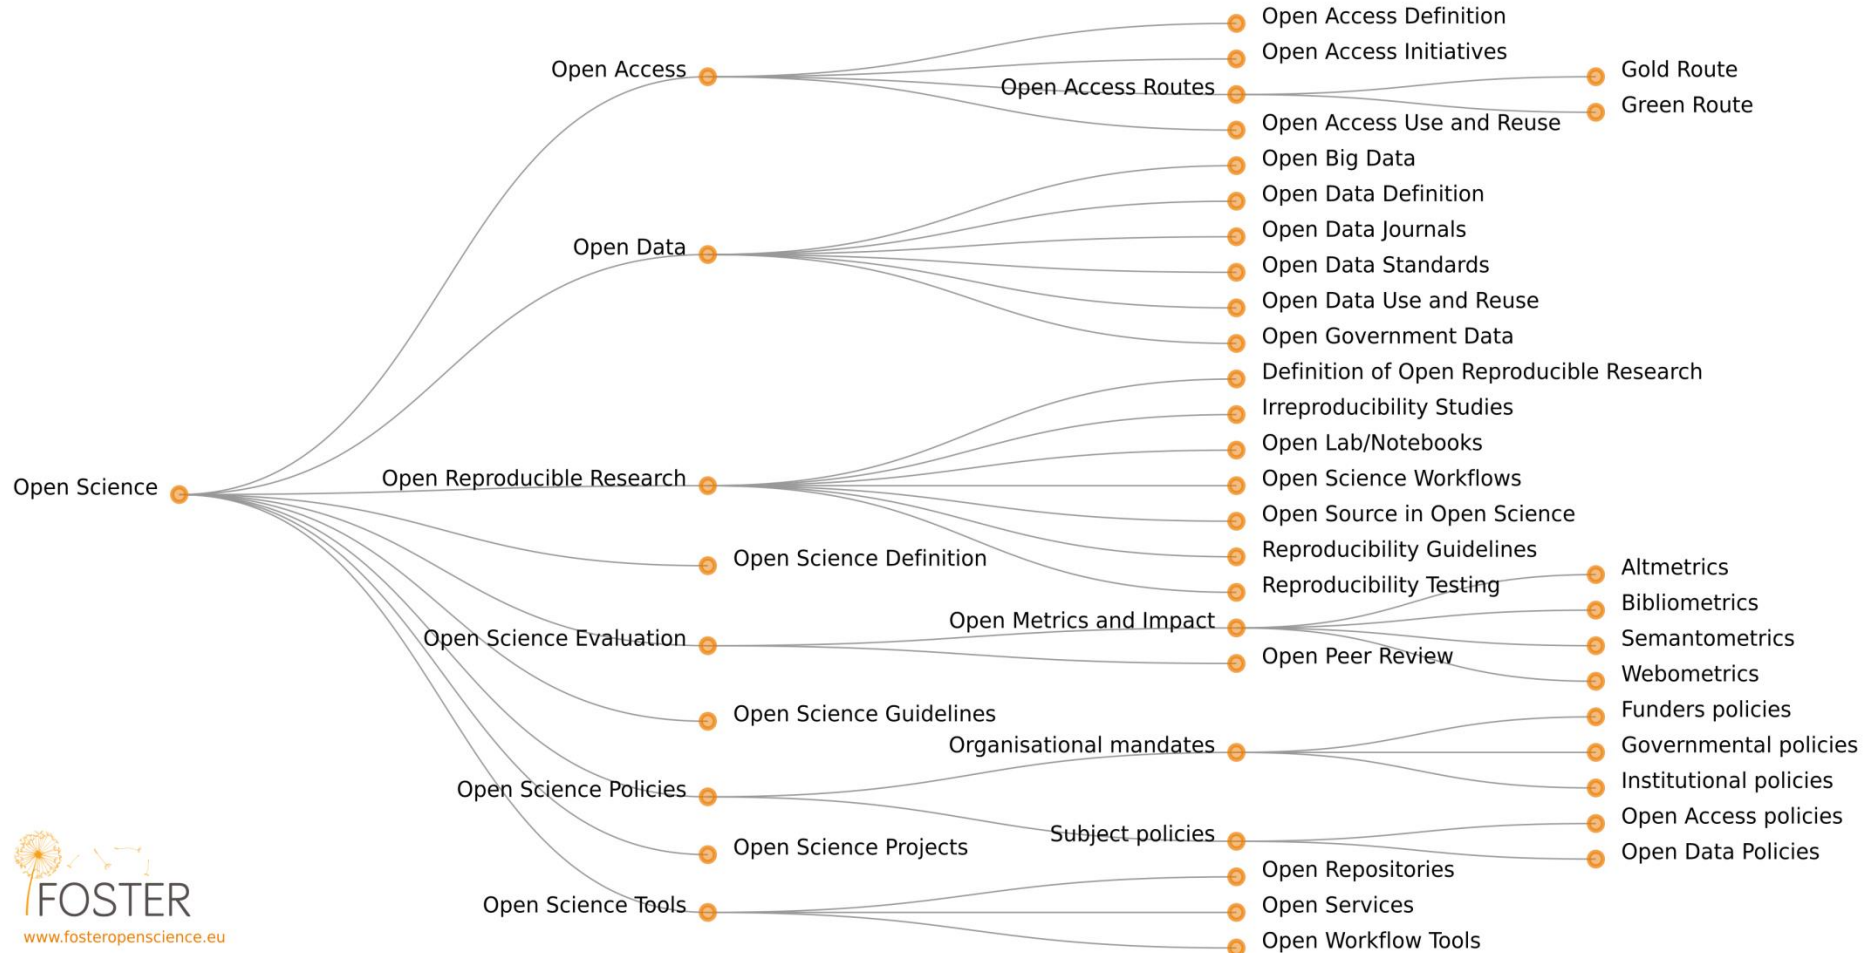 Open Science
Open Access
Open Access Definition
Open Access Initiatives
Open Access Routes
Gold Route
Green Route
Open Access Use and Reuse
Open Data
Open Big Data
Open Data Definition
Open Data Journals
Open Data Standards
Open Data Use and Reuse
Open Government Data
Open Reproducible Research
Definition of Open Reproducible Research
Irreproducibility Studies
Open Lab/Notebooks
Open Science Workflows
Open Source in Open Science
Reproducibility Guidelines
Reproducibility Testing
Open Science Definition
Open Science Evaluation
Open Metrics and Impact
Altmetrics
Bibliometrics
Semantometrics
Webometrics
Open Peer Review
Open Science Guidelines
Open Science Policies
Organisational mandates
Funders policies
Governmental policies
Institutional policies
Subject policies
Open Access policies
Open Data Policies
Open Science Projects
Open Science Tools
Open Repositories
Open Services
Open Workflow Tools
FOSTER
www.fosteropenscience.eu